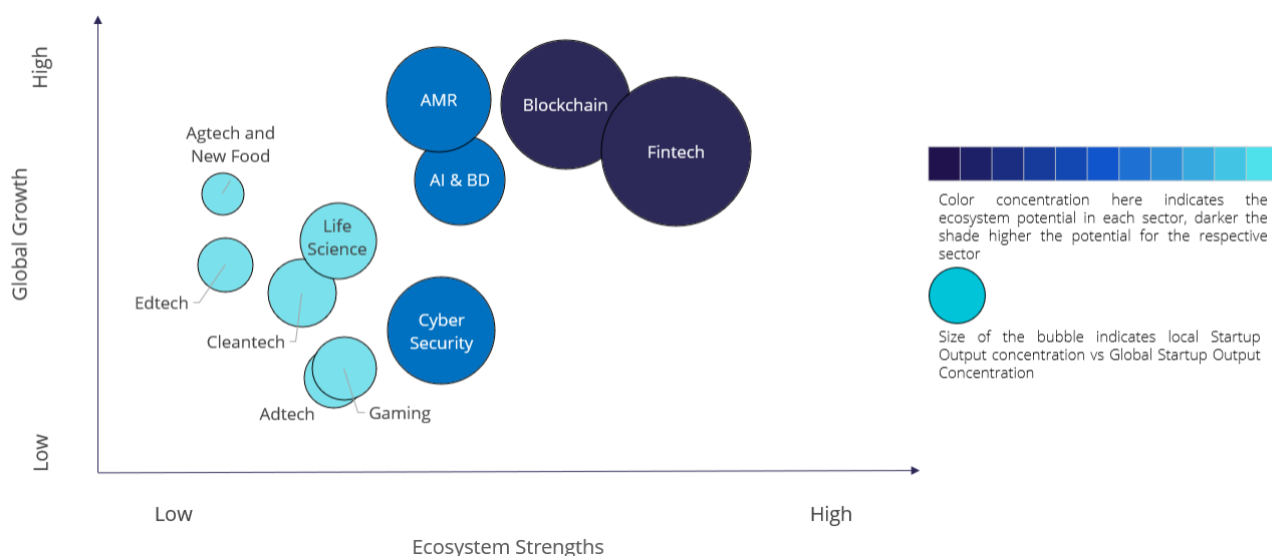 High
Global Growth
Low
AMR
Blockchain
Fintech
AI & BD
Agtech and
New Food
Life
Science
Edtech
Cleantech
Cyber
Security
Adtech
Gaming
Low
High
Ecosystem Strengths
Color concentration here indicates the
ecosystem potential in each sector, darker the
shade higher the potential for the respective
sector
Size of the bubble indicates local Startup
Output concentration vs Global Startup Output
Concentration